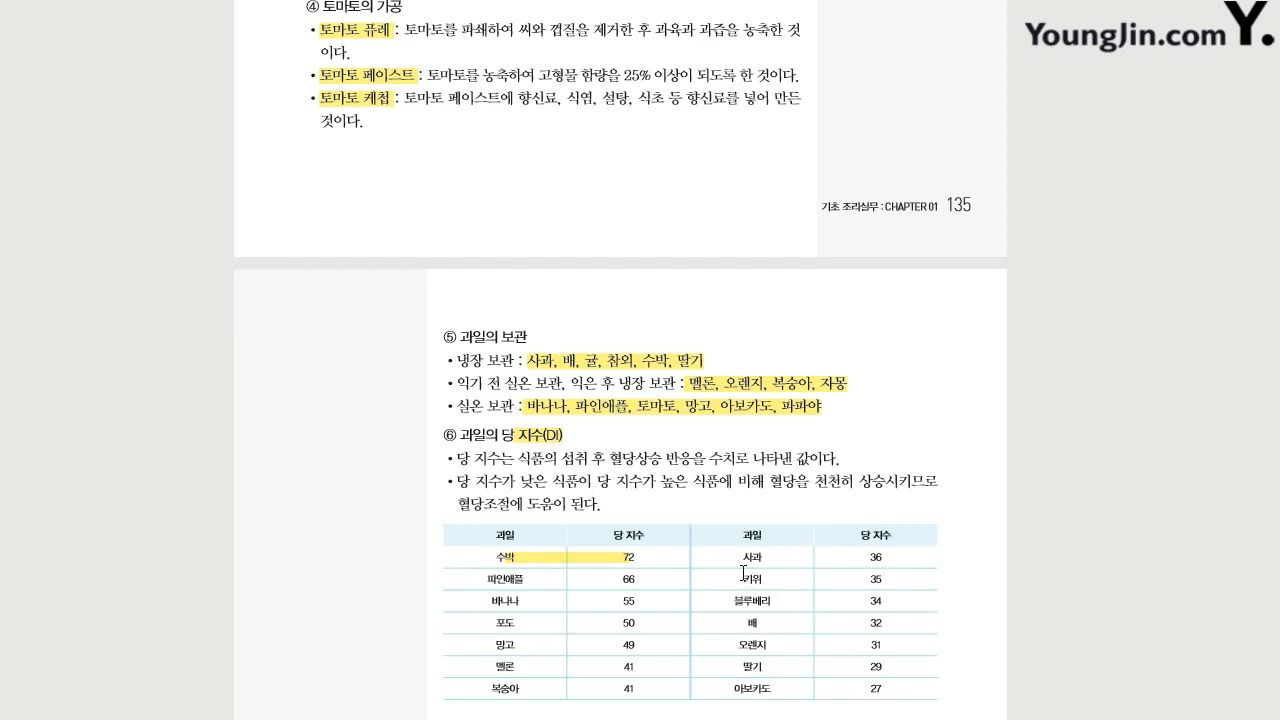 ④ 토마토의 가공
YoungJin.com Y.
• 토마토 퓨레 : 토마토를 파쇄하여 씨와 껍질을 제거한 후 과육과 과즙을 농축한 것
이다.
• 토마토 페이스트 : 토마토를 농축하여 고형물 함량을 25% 이상이 되도록 한 것이다.
• 토마토 케첩 : 토마토 페이스트에 향신료, 식염, 설탕, 식초 등 향신료를 넣어 만든
것이다.
기초 조리실무 : CHAPTER 01 135
⑤ 과일의 보관
• 냉장 보관 : 사과, 배, 귤, 참외, 수박, 딸기
• 익기 전 실온 보관, 익은 후 냉장 보관 : 멜론, 오렌지, 복숭아, 자몽
• 실온 보관 : 바나나, 파인애플, 토마토, 망고, 아보카도, 파파야
⑥ 과일의 당 지수(DI)
• 당 지수는 식품의 섭취 후 혈당상승 반응을 수치로 나타낸 값이다.
• 당 지수가 낮은 식품이 당 지수가 높은 식품에 비해 혈당을 천천히 상승시키므로
혈당조절에 도움이 된다.
과일 당 지수 과일 당 지수
수박 72 사과 36
파인애플 66 키위 35
바나나 55 블루베리 34
포도 50 배 32
망고 49 오렌지 31
멜론 41 딸기 29
복숭아 41 아보카도 27